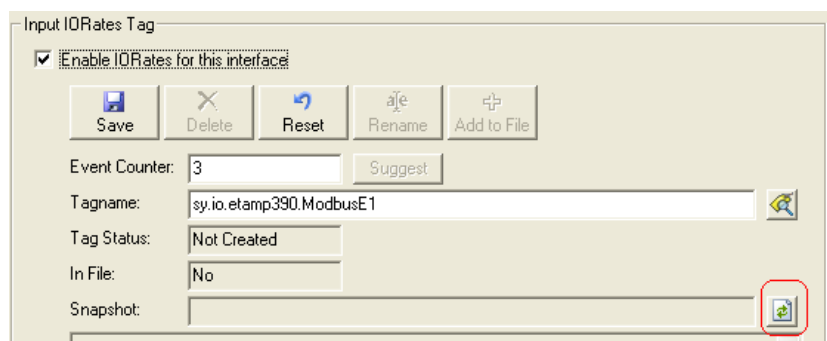 Input IORates Tag
Enable IORates for this interface
Save Delete Reset Rename Add to File
Event Counter: 3 Suggest
Tagname: sy.io.etamp390.ModbusE1
Tag Status: Not Created
In File: No
Snapshot: